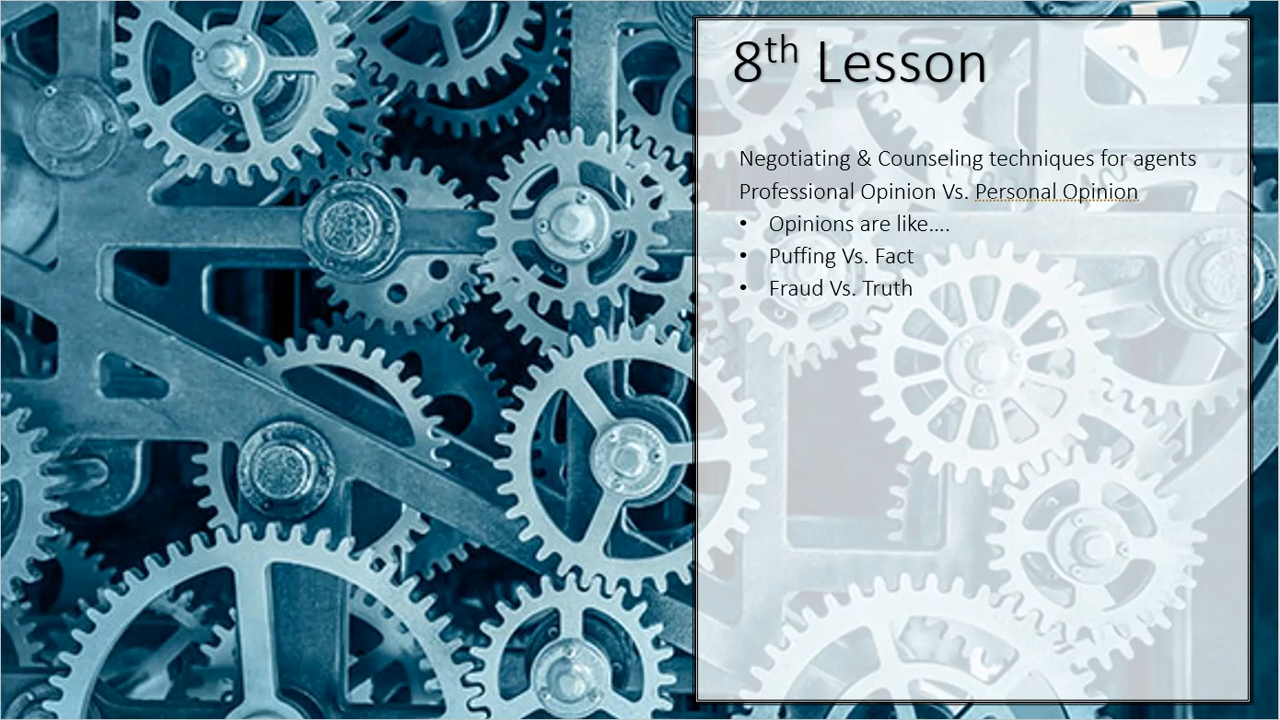 8th Lesson
Negotiating & Counseling techniques for agents
Professional Opinion Vs. Personal Opinion
• Opinions are like....
• Puffing Vs. Fact
• Fraud Vs. Truth